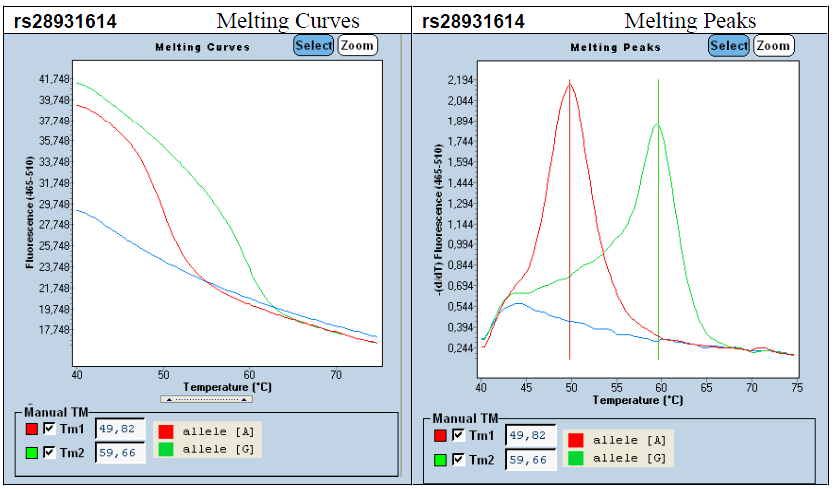 rs28931614 Melting Curves
Melting Curves Select Zoom
Fluorescence (465-510)
41,748
39,748
37,748
35,748
33,748
31,748
29,748
27,748
25,748
23,748
21,748
19,748
17,748
40 50 60 70
Temperature (°C)
Manual TM
Tm1 49,82 allele [A]
Tm2 59,66 allele [G]
rs28931614 Melting Peaks
Melting Peaks Select Zoom
-(d/dT) Fluorescence (465-510)
2,194
2,044
1,894
1,744
1,594
1,444
1,294
1,144
0,994
0,844
0,694
0,544
0,394
0,244
40 45 50 55 60 65 70 75
Temperature (°C)
Manual TM
Tm1 49,82 allele [A]
Tm2 59,66 allele [G]